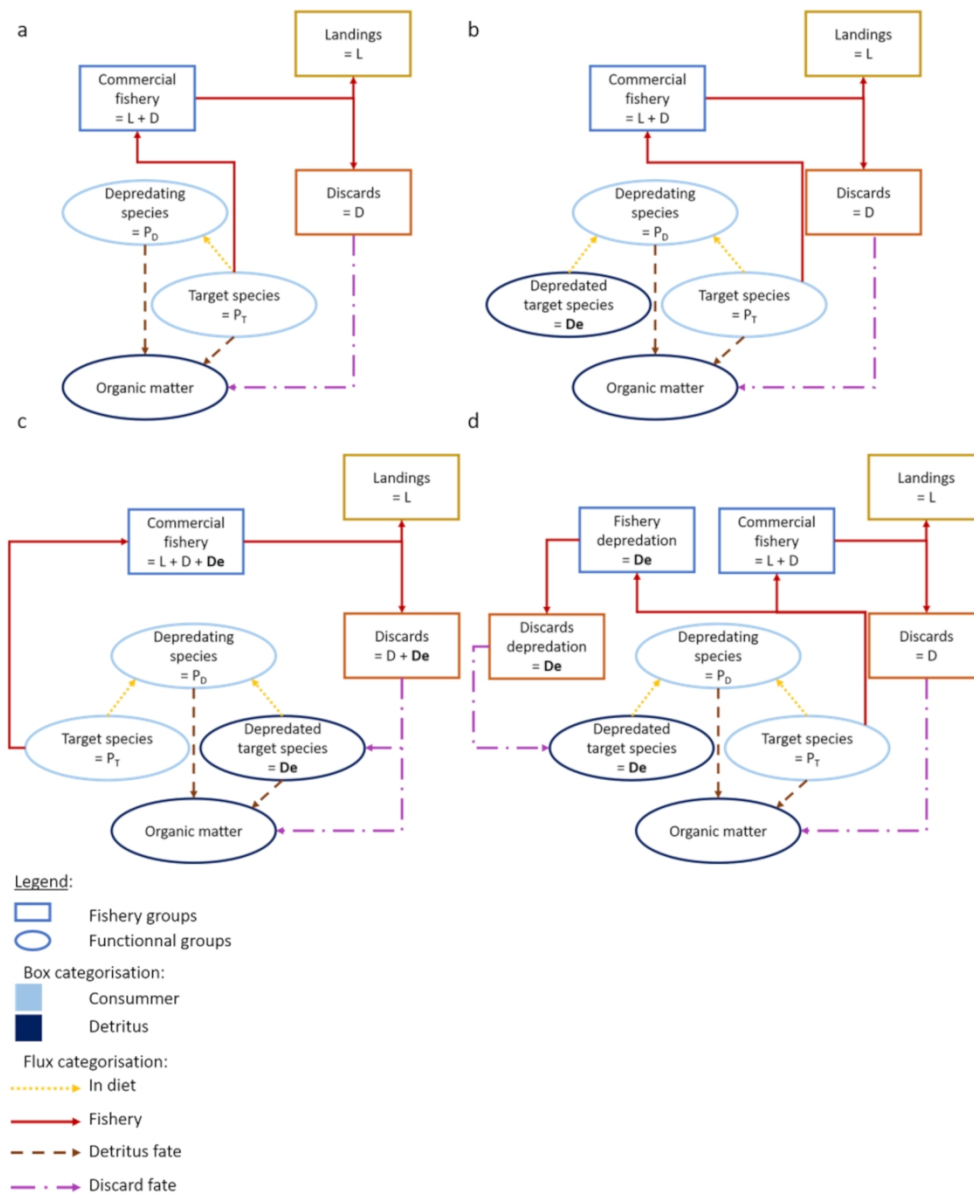 a
Landings
= L
Commercial
fishery
= L + D
Depredating
species
= P_D
Discards
= D
Target species
= P_T
Organic matter
b
Landings
= L
Commercial
fishery
= L + D
Depredating
species
= P_D
Discards
= D
Depredated
target species
= De
Target species
= P_T
Organic matter
c
Landings
= L
Commercial
fishery
= L + D + De
Depredating
species
= P_D
Discards
= D + De
Target species
= P_T
Depredated
target species
= De
Organic matter
d
Landings
= L
Fishery
depredation
= De
Commercial
fishery
= L + D
Discards
depredation
= De
Depredating
species
= P_D
Discards
= D
Depredated
target species
= De
Target species
= P_T
Organic matter
Legend:
Fishery groups
Functionnal groups
Box categorisation:
Consummer
Detritus
Flux categorisation:
In diet
Fishery
Detritus fate
Discard fate